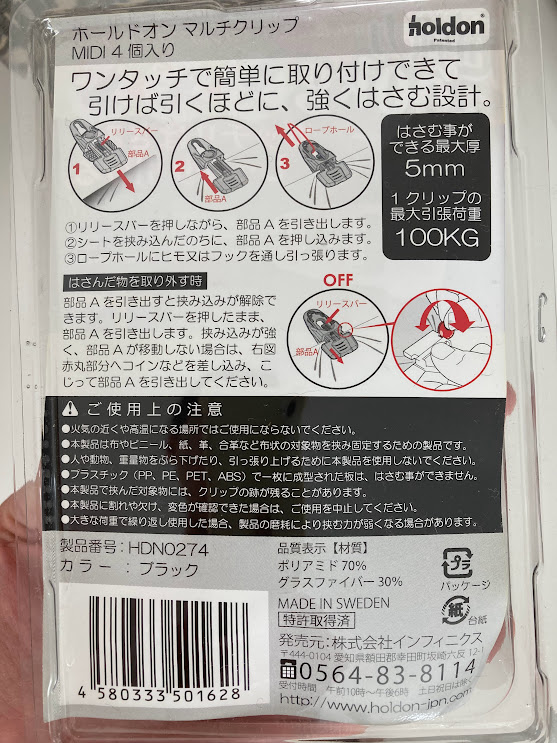 ホールドオン マルチクリップ
MIDI 4個入り
holdon
Patented
ワンタッチで簡単に取り付けできて
引けば引くほどに、強くはさむ設計。
リリースバー
部品A
1
2
部品A
ロープホール
3
はさむ事が
できる最大厚
5mm
1クリップの
最大引張荷重
100KG
①リリースバーを押しながら、部品Aを引き出します。
②シートを挟み込んだのちに、部品Aを押し込みます。
③ロープホールにヒモ又はフックを通し引っ張ります。
はさんだ物を取り外す時
部品Aを引き出すと挟み込みが解除で
きます。リリースバーを押したまま、
部品Aを引き出します。挟み込みが強
く、部品Aが移動しない場合は、右図
赤丸部分へコインなどを差し込み、こ
じって部品Aを引き出してください。
OFF
リリースバー
部品A
ご使用上の注意
●火気の近くや高温になる場所ではご使用にならないでください。
●本製品は布やビニール、紙、革、合革など布状の対象物を挟み固定するための製品です。
●人や動物、重量物をぶら下げたり、引っ張り上げるために本製品を使用しないでください。
●プラスチック（PP、PE、PET、ABS）で一枚に成型された板は、はさむ事ができません。
●本製品で挟んだ対象物には、クリップの跡が残ることがあります。
●本製品に割れや欠け、変色が確認できた場合は、ご使用を中止してください。
●大きな荷重で繰り返し使用した場合、製品の磨耗により挟む力が弱くなる場合があります。
製品番号：HDN0274
カラー：ブラック
品質表示【材質】
ポリアミド 70%
グラスファイバー 30%
MADE IN SWEDEN
特許取得済
プラ
パッケージ
紙
台紙
発売元：株式会社インフィニクス
〒444-0104 愛知県額田郡幸田町坂崎六反田 12-1
0564-83-8114
受付時間 午前10時～午後6時 土日祝日は除く
http://www.holdon-jpn.com/
4 580333 501628